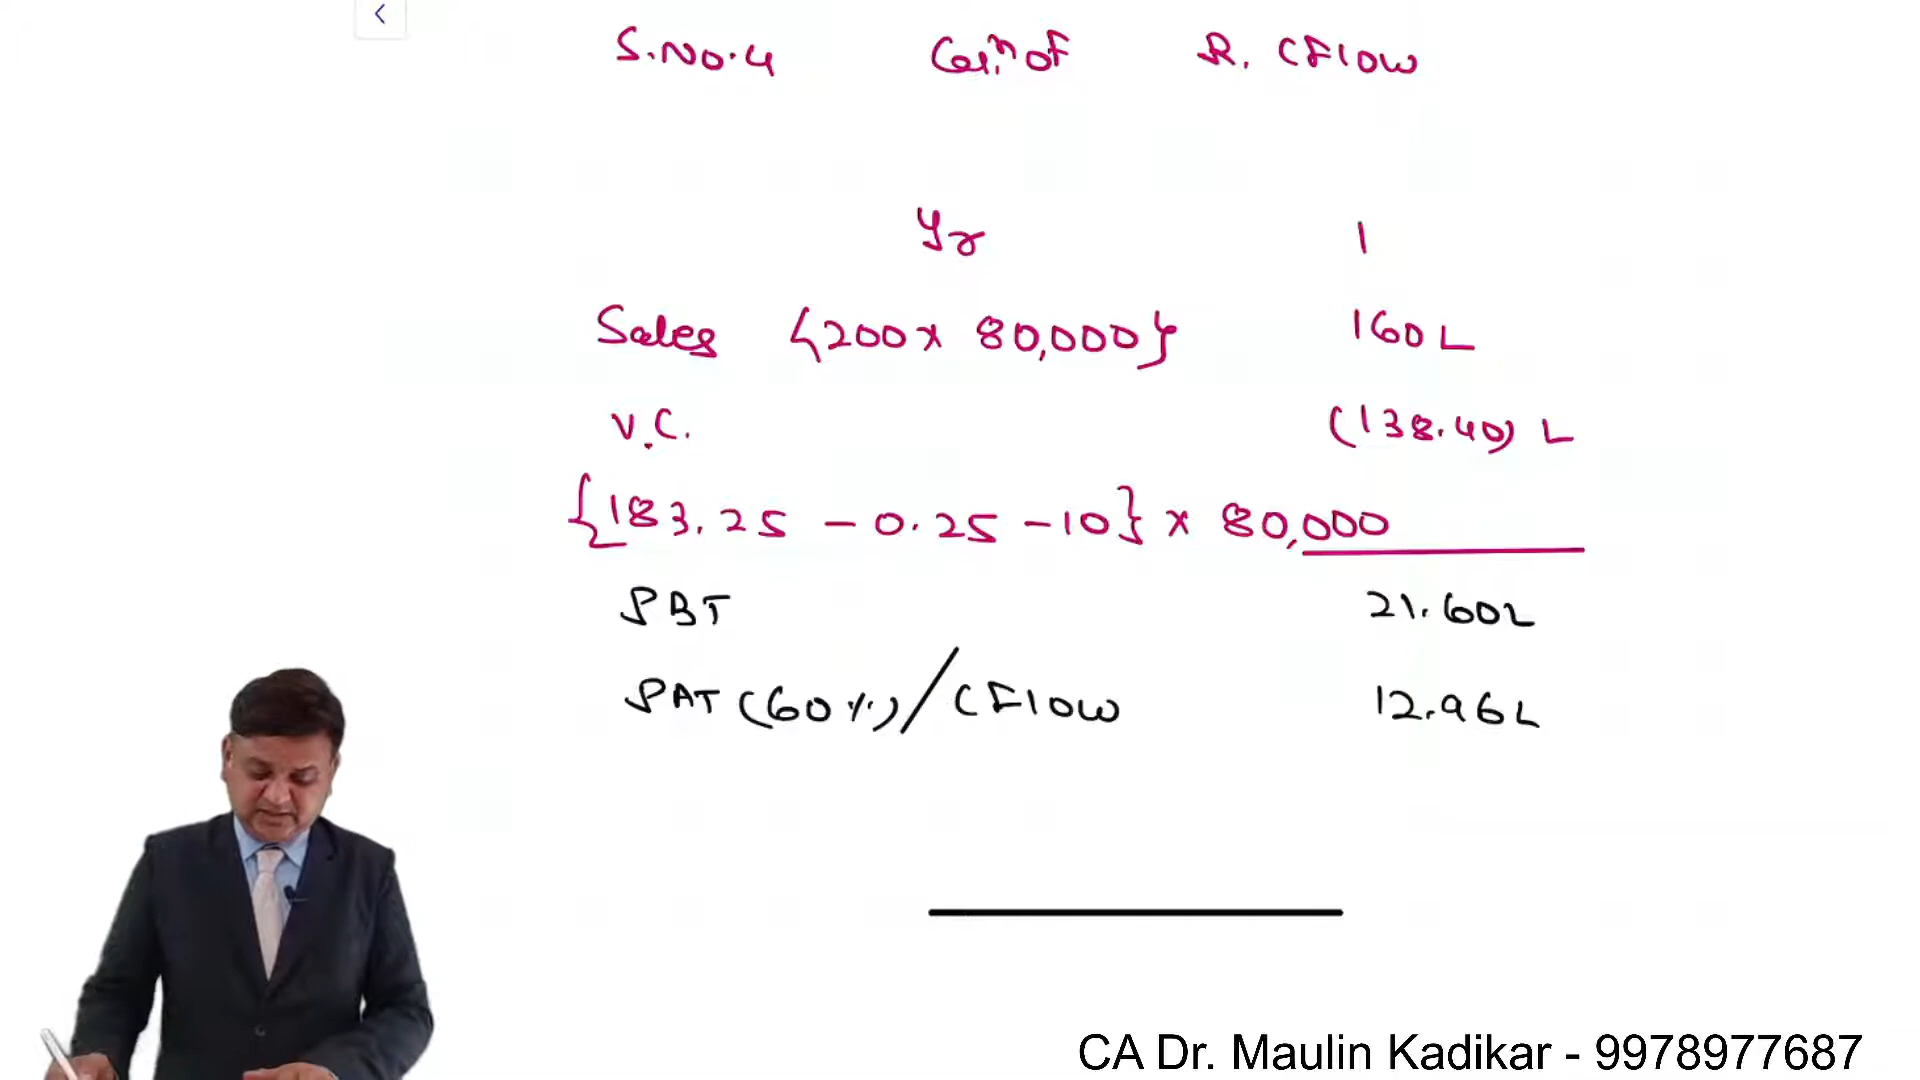 S.No.4 Caln of R. CFlow
Yr 1
Sales {200x 80,000} 160L
V.C. (138.40) L
{183.25 - 0.25 - 10} x 80,000
PBT 21.60L
PAT (60%) / CFlow 12.96L
CA Dr. Maulin Kadikar - 9978977687